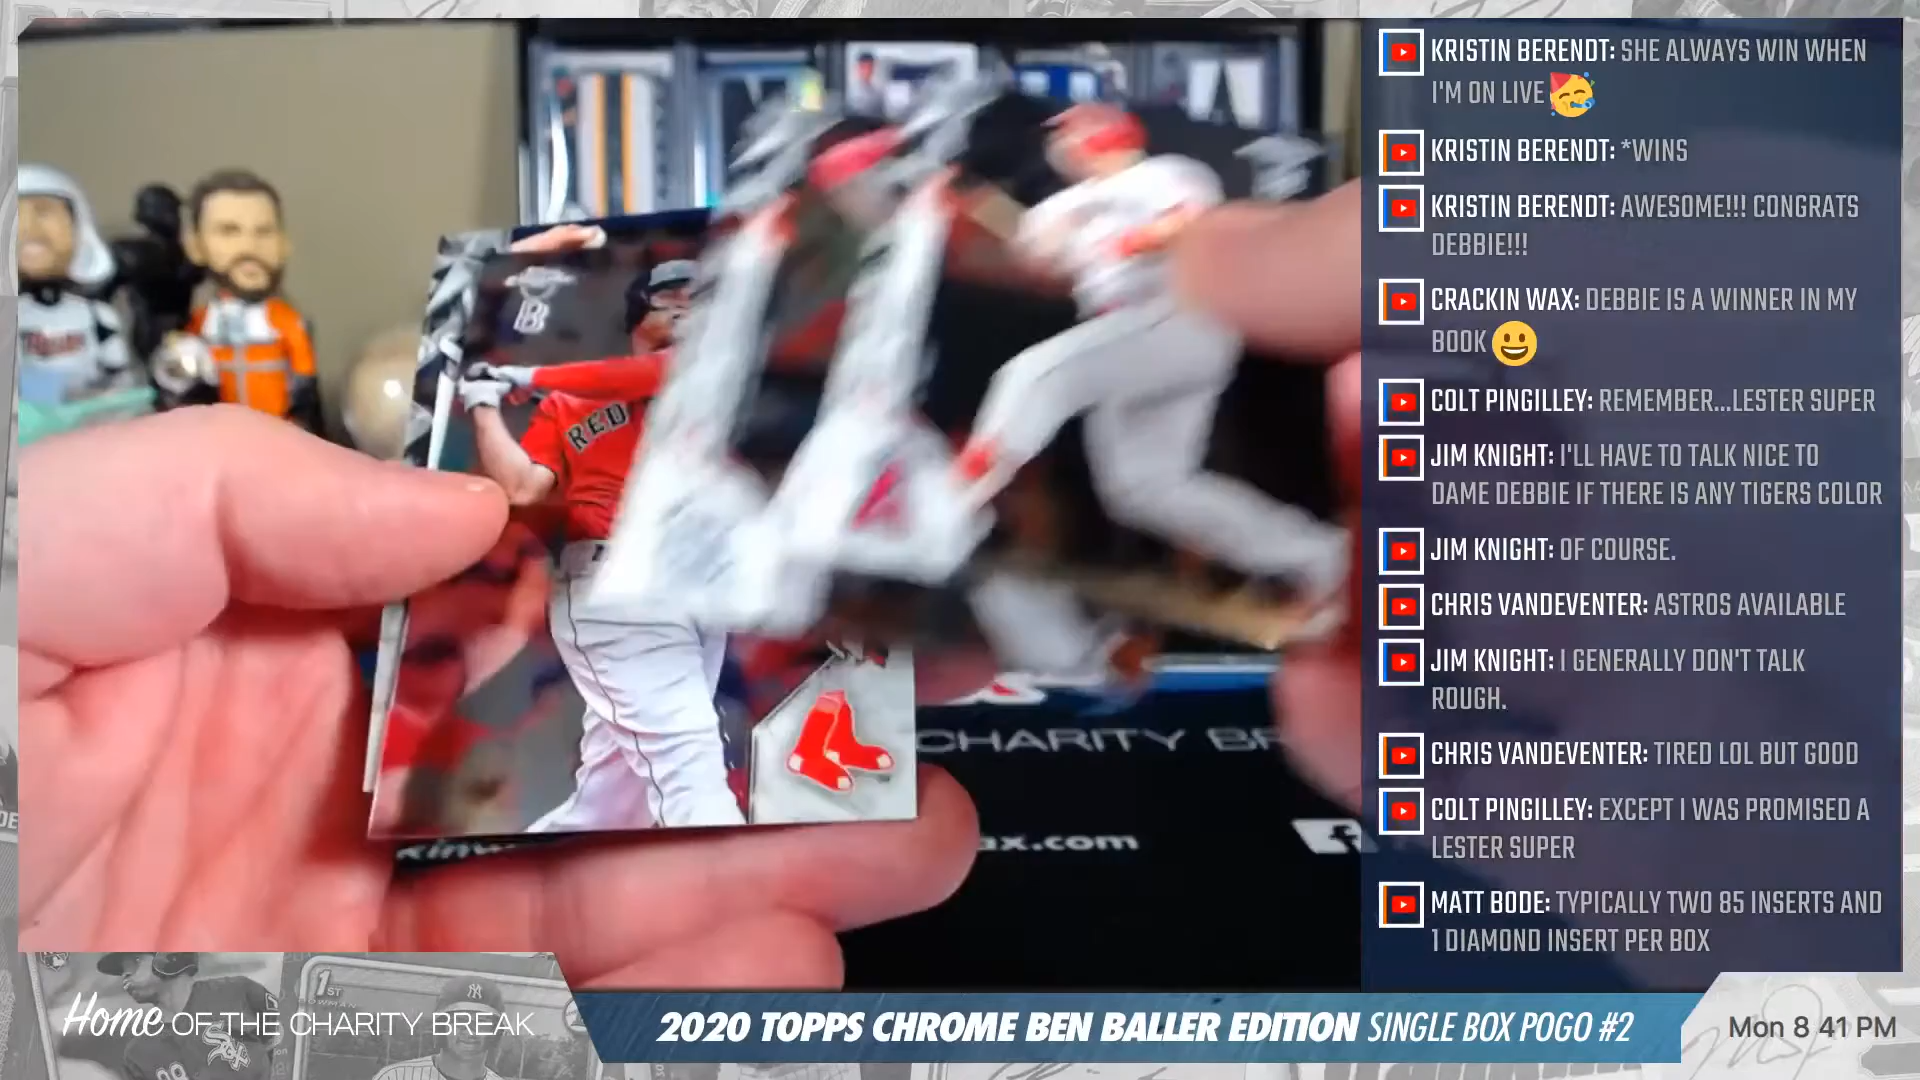 KRISTIN BERENDT: SHE ALWAYS WIN WHEN
I'M ON LIVE
KRISTIN BERENDT: *WINS
KRISTIN BERENDT: AWESOME!!! CONGRATS
DEBBIE!!!
CRACKIN WAX: DEBBIE IS A WINNER IN MY
BOOK
COLT PINGILLEY: REMEMBER...LESTER SUPER
JIM KNIGHT: I'LL HAVE TO TALK NICE TO
DAME DEBBIE IF THERE IS ANY TIGERS COLOR
JIM KNIGHT: OF COURSE.
CHRIS VANDEVENTER: ASTROS AVAILABLE
JIM KNIGHT: I GENERALLY DON'T TALK
ROUGH.
CHRIS VANDEVENTER: TIRED LOL BUT GOOD
COLT PINGILLEY: EXCEPT I WAS PROMISED A
LESTER SUPER
MATT BODE: TYPICALLY TWO 85 INSERTS AND
1 DIAMOND INSERT PER BOX
RED
CHARITY BR
ax.com
1ST
BOWMAN
Home OF THE CHARITY BREAK
2020 TOPPS CHROME BEN BALLER EDITION SINGLE BOX POGO #2
Mon 8 41 PM